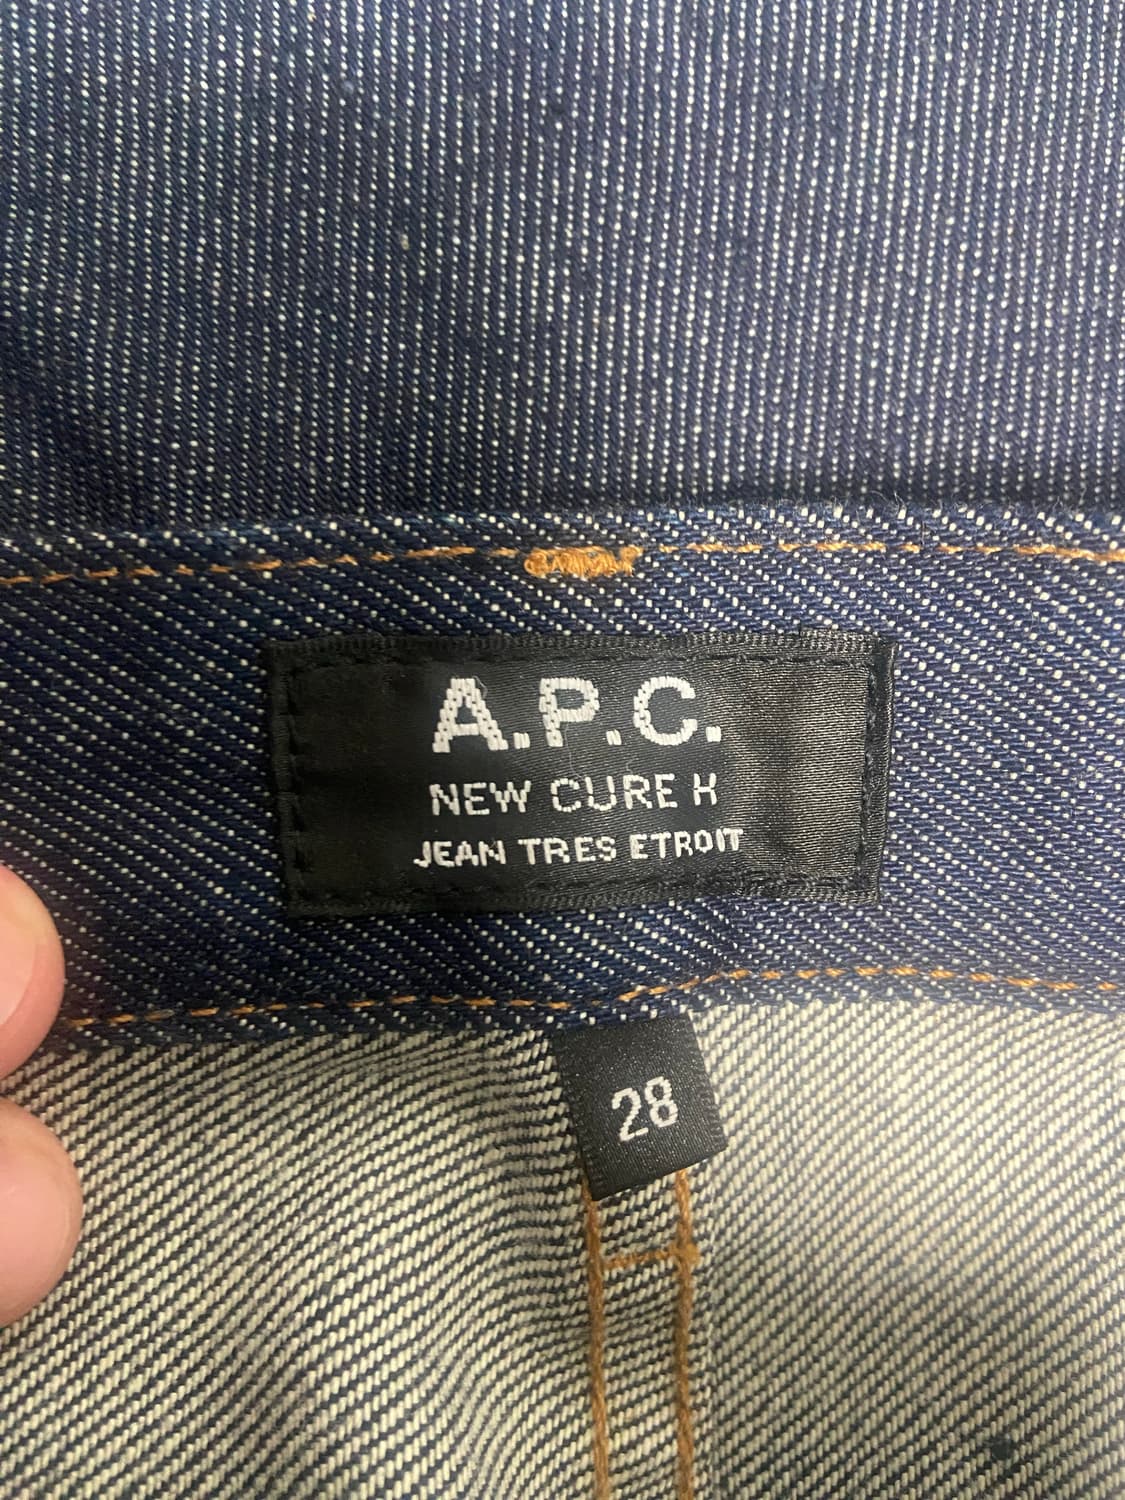 A.P.C.
NEW CURE H
JEAN TRES ETROIT
28